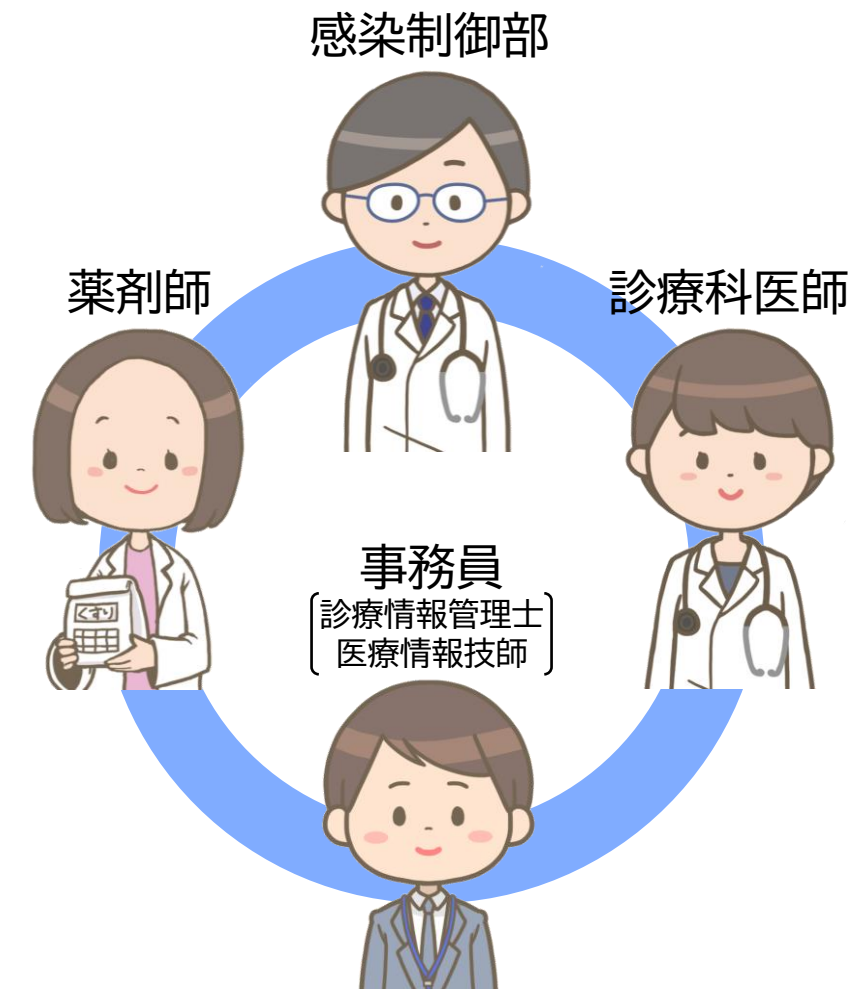 感染制御部
薬剤師
診療科医師
事務員
診療情報管理士
医療情報技師
くすり